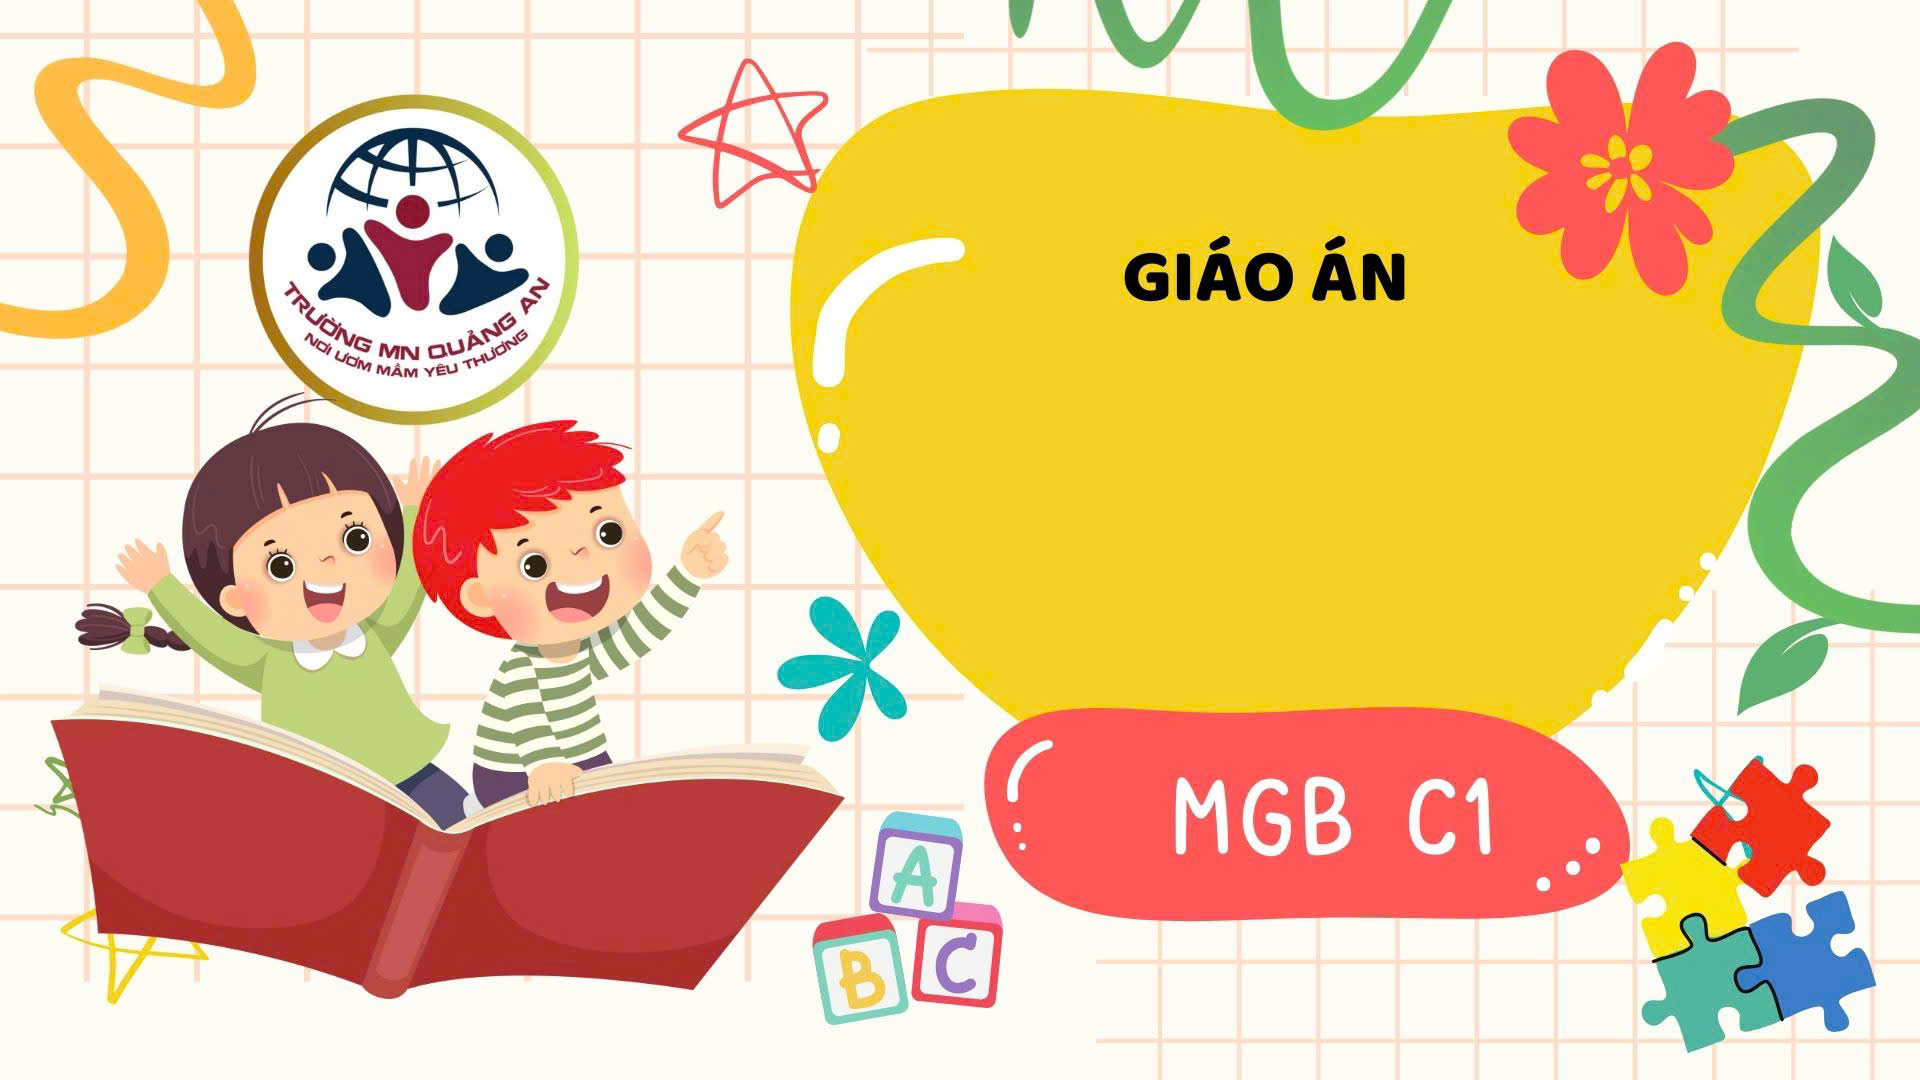 TRƯỜNG MN QUẢNG AN
NƠI ƯƠM MẦM YÊU THƯƠNG
GIÁO ÁN
MGB C1
A
B
C